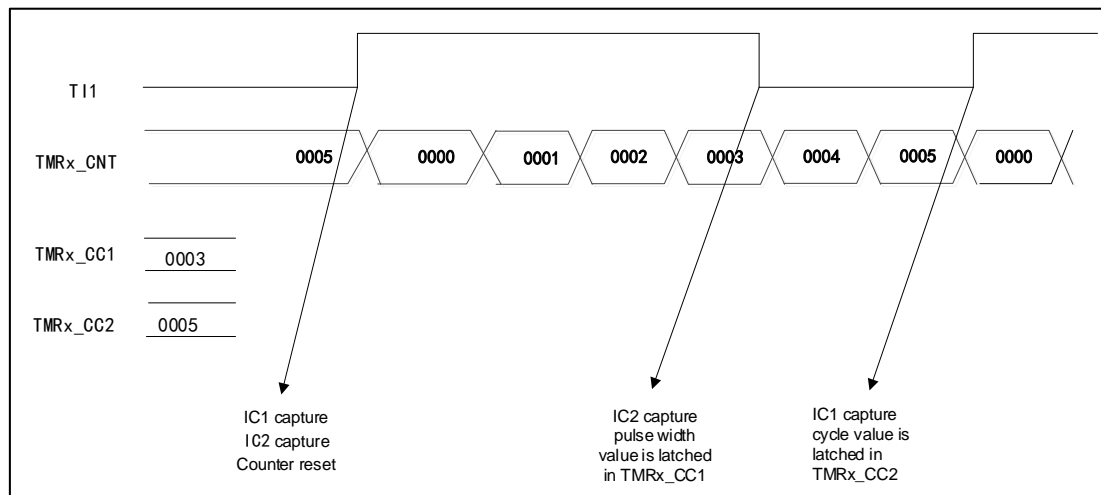 TI1
TMRx_CNT
0005 0000 0001 0002 0003 0004 0005 0000
TMRx_CC1
0003
TMRx_CC2
0005
IC1 capture
IC2 capture
Counter reset
IC2 capture
pulse width
value is latched
in TMRx_CC1
IC1 capture
cycle value is
latched in
TMRx_CC2